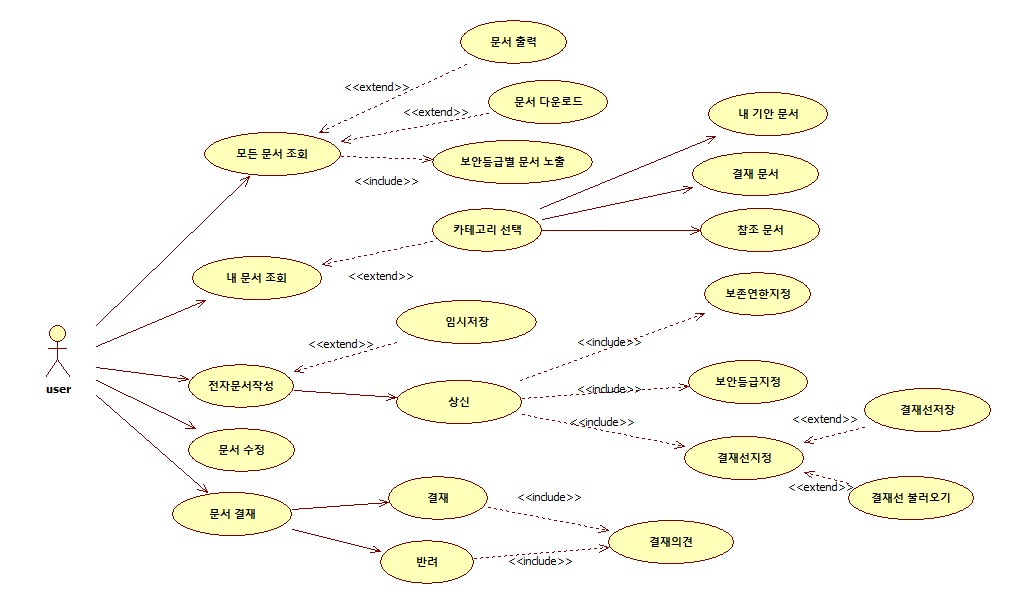 문서 출력
<<extend>>
문서 다운로드
<<extend>>
내 기안 문서
모든 문서 조회
보안등급별 문서 노출
<<include>>
결재 문서
카테고리 선택
참조 문서
내 문서 조회
<<extend>>
보존연한지정
임시저장
<<extend>>
<<include>>
user
전자문서작성
상신
<<include>>
보안등급지정
<<include>>
결재선저장
<<extend>>
문서 수정
결재선지정
<<extend>>
결재선 불러오기
문서 결재
결재
<<include>>
결재의견
반려
<<include>>